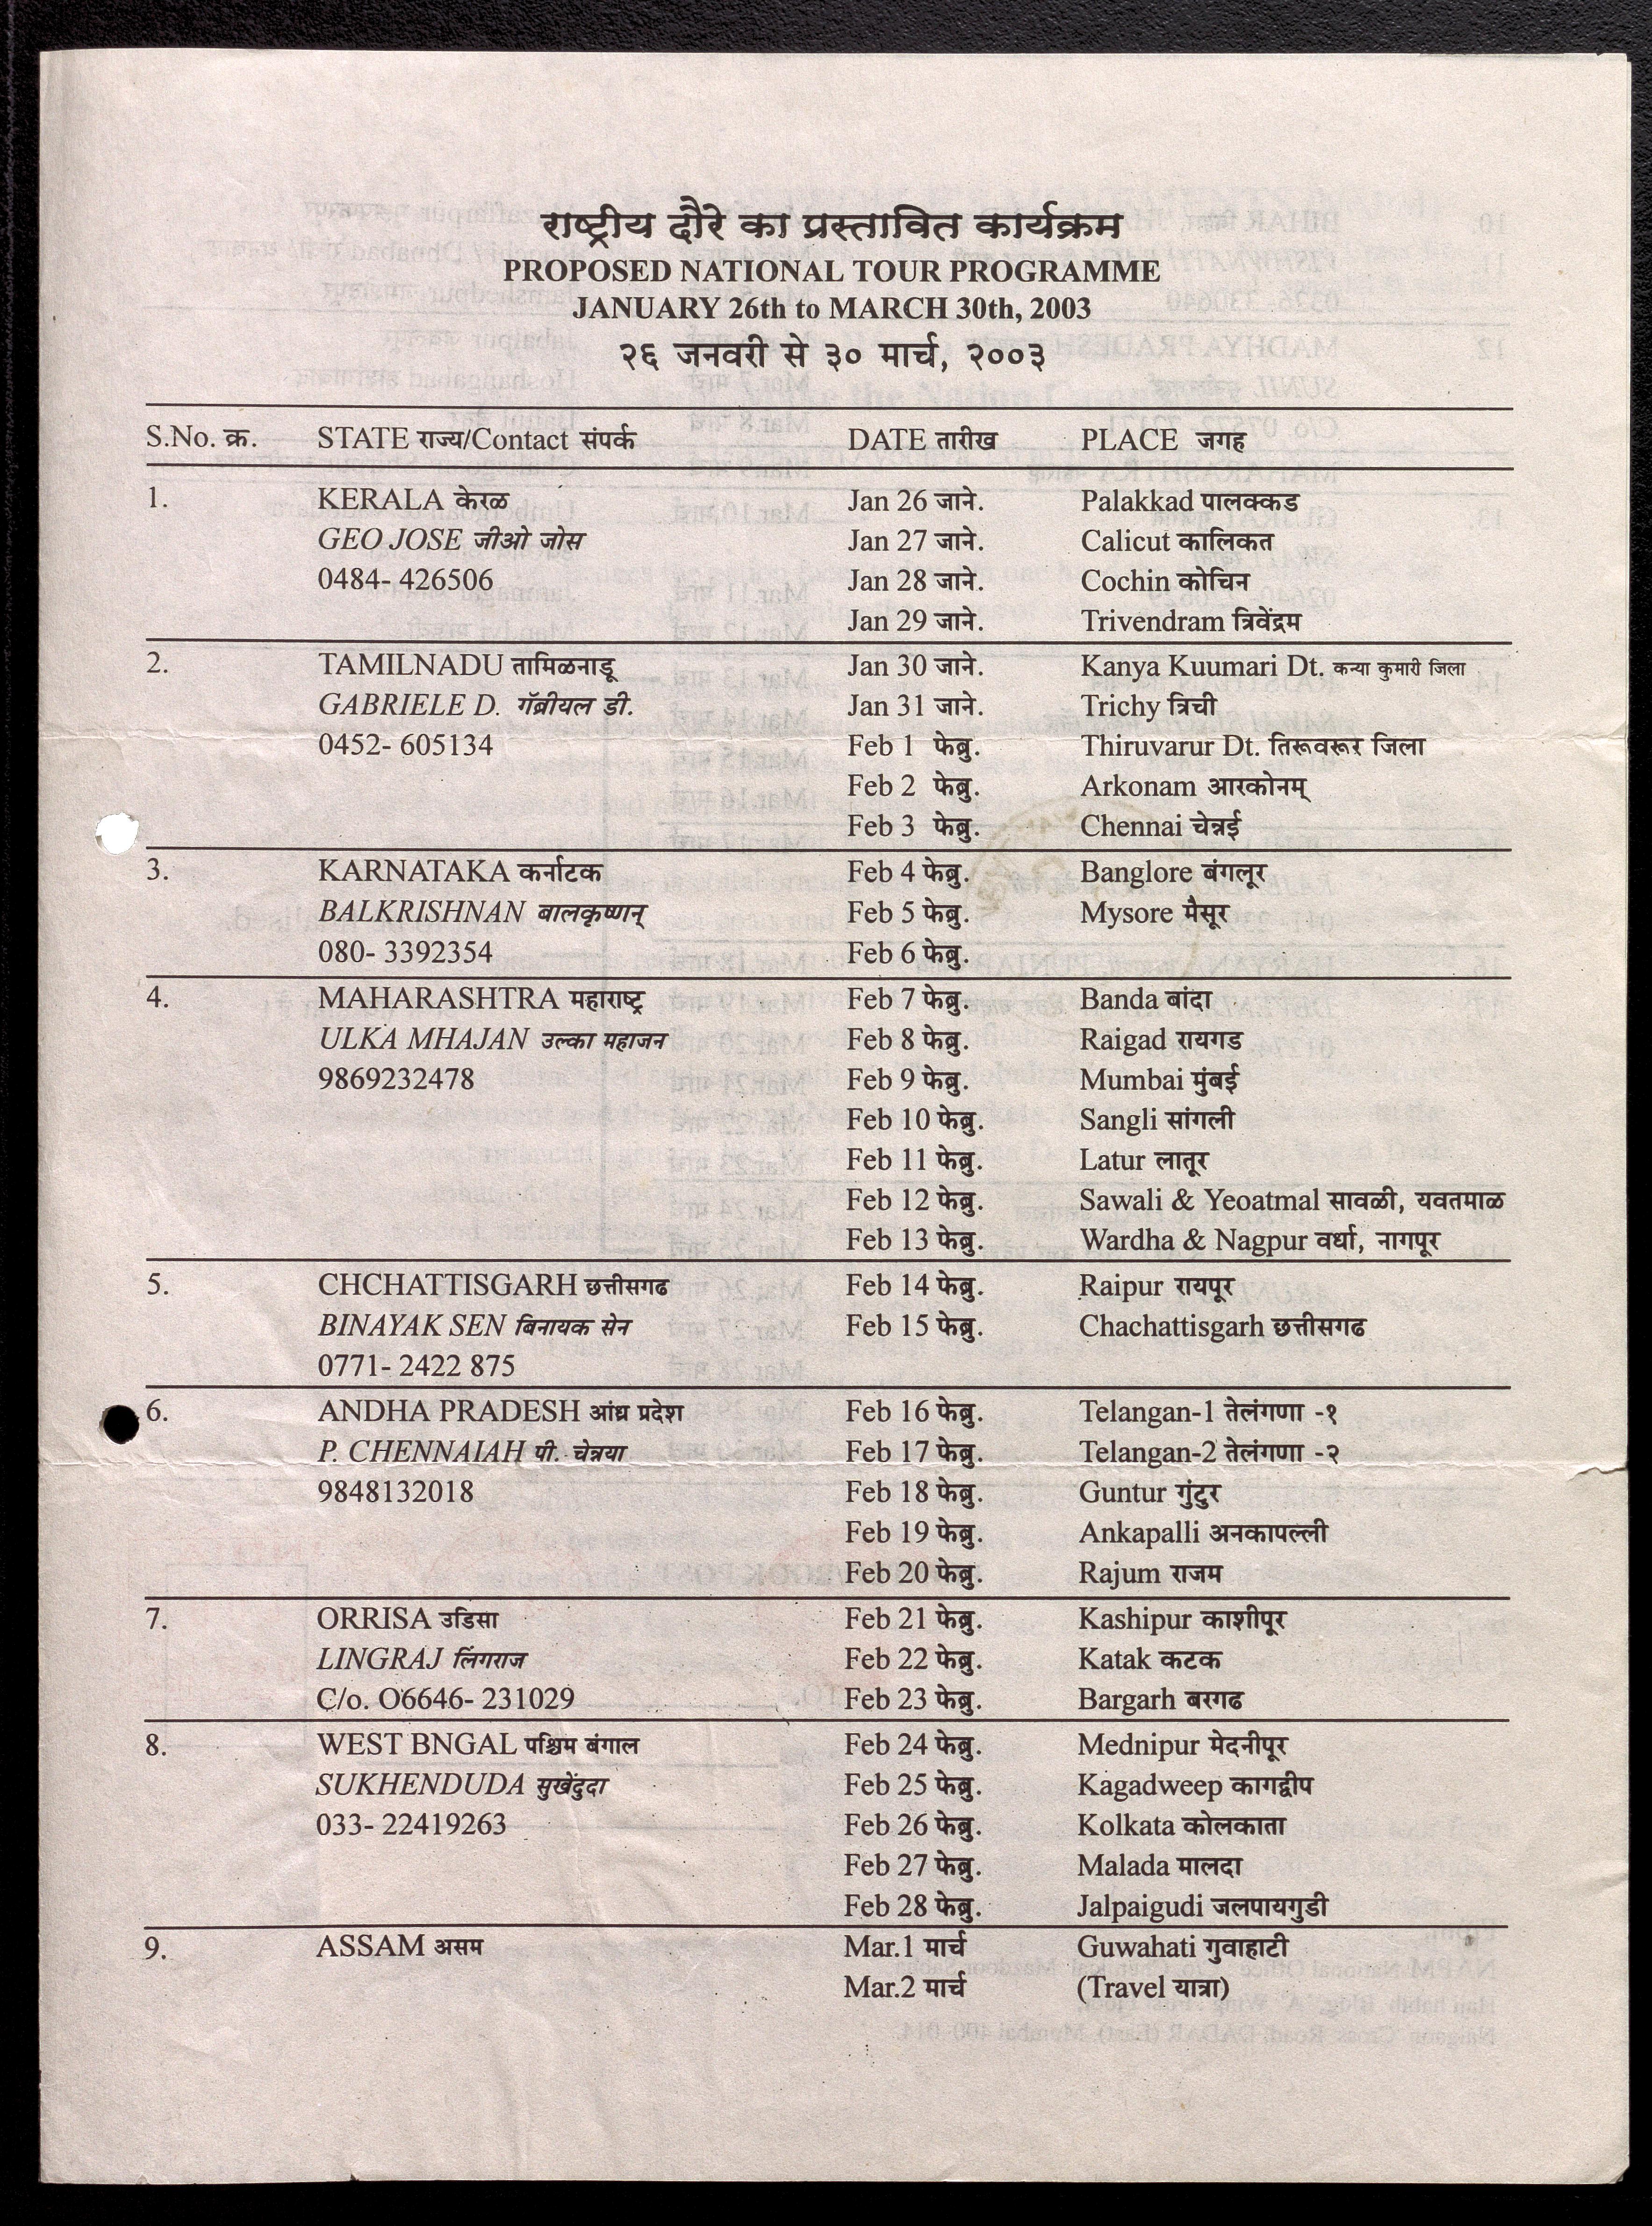 राष्ट्रीय दौरे का प्रस्तावित कार्यक्रम
PROPOSED NATIONAL TOUR PROGRAMME
JANUARY 26th to MARCH 30th, 2003
२६ जनवरी से ३० मार्च, २००३
S.No. क्र. STATE राज्य/Contact संपर्क DATE तारीख PLACE जगह
1. KERALA केरळ Jan 26 जाने. Palakkad पालक्कड
GEO JOSE जीओ जोस Jan 27 जाने. Calicut कालिकत
0484- 426506 Jan 28 जाने. Cochin कोचिन
Jan 29 जाने. Trivendram त्रिवेंद्रम
2. TAMILNADU तामिळनाडू Jan 30 जाने. Kanya Kuumari Dt. कन्या कुमारी जिला
GABRIELE D. गॅब्रीयल डी. Jan 31 जाने. Trichy त्रिची
0452- 605134 Feb 1 फेब्रु. Thiruvarur Dt. तिरूवरूर जिला
Feb 2 फेब्रु. Arkonam आरकोनम्
Feb 3 फेब्रु. Chennai चेन्नई
3. KARNATAKA कर्नाटक Feb 4 फेब्रु. Banglore बंगलूर
BALKRISHNAN बालकृष्णन् Feb 5 फेब्रु. Mysore मैसूर
080- 3392354 Feb 6 फेब्रु.
4. MAHARASHTRA महाराष्ट्र Feb 7 फेब्रु. Banda बांदा
ULKA MHAJAN उल्का महाजन Feb 8 फेब्रु. Raigad रायगड
9869232478 Feb 9 फेब्रु. Mumbai मुंबई
Feb 10 फेब्रु. Sangli सांगली
Feb 11 फेब्रु. Latur लातूर
Feb 12 फेब्रु. Sawali & Yeoatmal सावळी, यवतमाळ
Feb 13 फेब्रु. Wardha & Nagpur वर्धा, नागपूर
5. CHCHATTISGARH छत्तीसगढ Feb 14 फेब्रु. Raipur रायपूर
BINAYAK SEN बिनायक सेन Feb 15 फेब्रु. Chachattisgarh छत्तीसगढ
0771- 2422 875
6. ANDHA PRADESH आंध्र प्रदेश Feb 16 फेब्रु. Telangan-1 तेलंगणा -१
P. CHENNAIAH पी. चेन्नया Feb 17 फेब्रु. Telangan-2 तेलंगणा -२
9848132018 Feb 18 फेब्रु. Guntur गुंटुर
Feb 19 फेब्रु. Ankapalli अनकापल्ली
Feb 20 फेब्रु. Rajum राजम
7. ORRISA उडिसा Feb 21 फेब्रु. Kashipur काशीपूर
LINGRAJ लिंगराज Feb 22 फेब्रु. Katak कटक
C/o. O6646- 231029 Feb 23 फेब्रु. Bargarh बरगढ
8. WEST BNGAL पश्चिम बंगाल Feb 24 फेब्रु. Mednipur मेदनीपूर
SUKHENDUDA सुखेंदुदा Feb 25 फेब्रु. Kagadweep कागद्वीप
033- 22419263 Feb 26 फेब्रु. Kolkata कोलकाता
Feb 27 फेब्रु. Malada मालदा
Feb 28 फेब्रु. Jalpaigudi जलपायगुडी
9. ASSAM असम Mar.1 मार्च Guwahati गुवाहाटी
Mar.2 मार्च (Travel यात्रा)